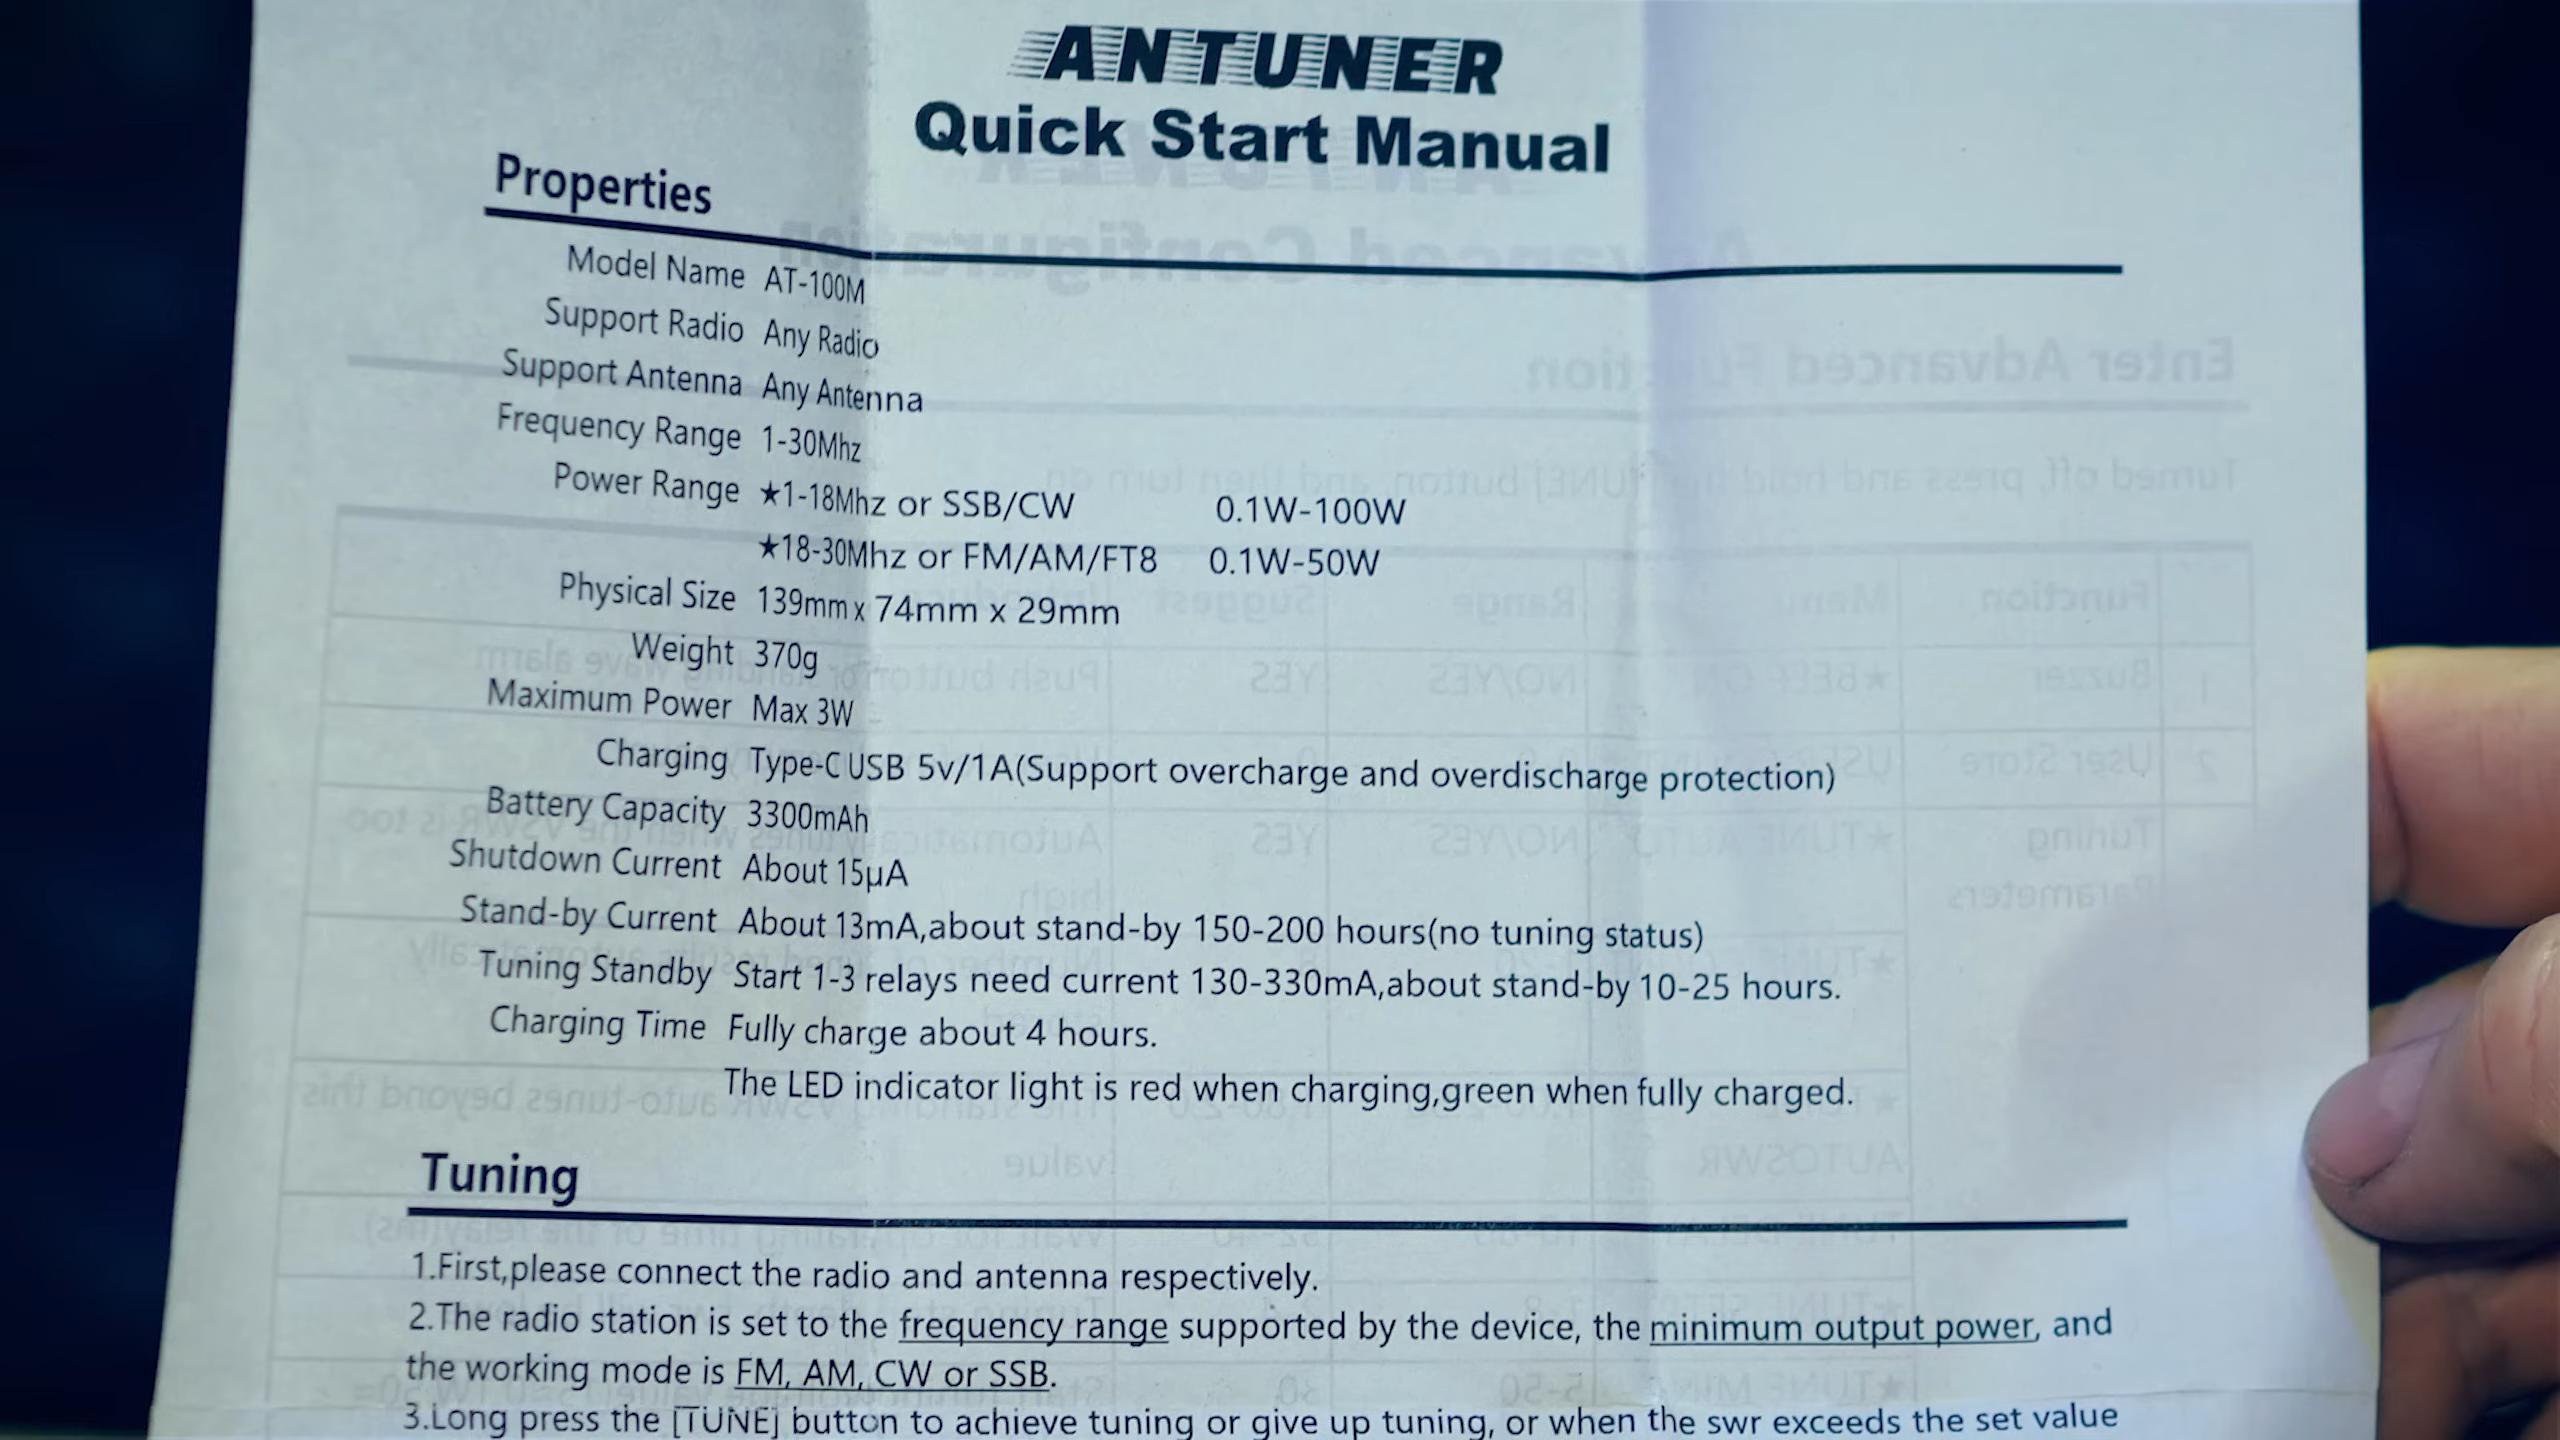 ANTUNER
Quick Start Manual
Properties
Model Name AT-100M
Support Radio Any Radio
Support Antenna Any Antenna
Frequency Range 1-30Mhz
Power Range ★1-18Mhz or SSB/CW 0.1W-100W
★18-30Mhz or FM/AM/FT8 0.1W-50W
Physical Size 139mm x 74mm x 29mm
Weight 370g
Maximum Power Max 3W
Charging Type-C USB 5v/1A(Support overcharge and overdischarge protection)
Battery Capacity 3300mAh
Shutdown Current About 15µA
Stand-by Current About 13mA,about stand-by 150-200 hours(no tuning status)
Tuning Standby Start 1-3 relays need current 130-330mA,about stand-by 10-25 hours.
Charging Time Fully charge about 4 hours.
The LED indicator light is red when charging,green when fully charged.
Tuning
1.First,please connect the radio and antenna respectively.
2.The radio station is set to the frequency range supported by the device, the minimum output power, and
the working mode is FM, AM, CW or SSB.
3.Long press the [TUNE] button to achieve tuning or give up tuning, or when the swr exceeds the set value